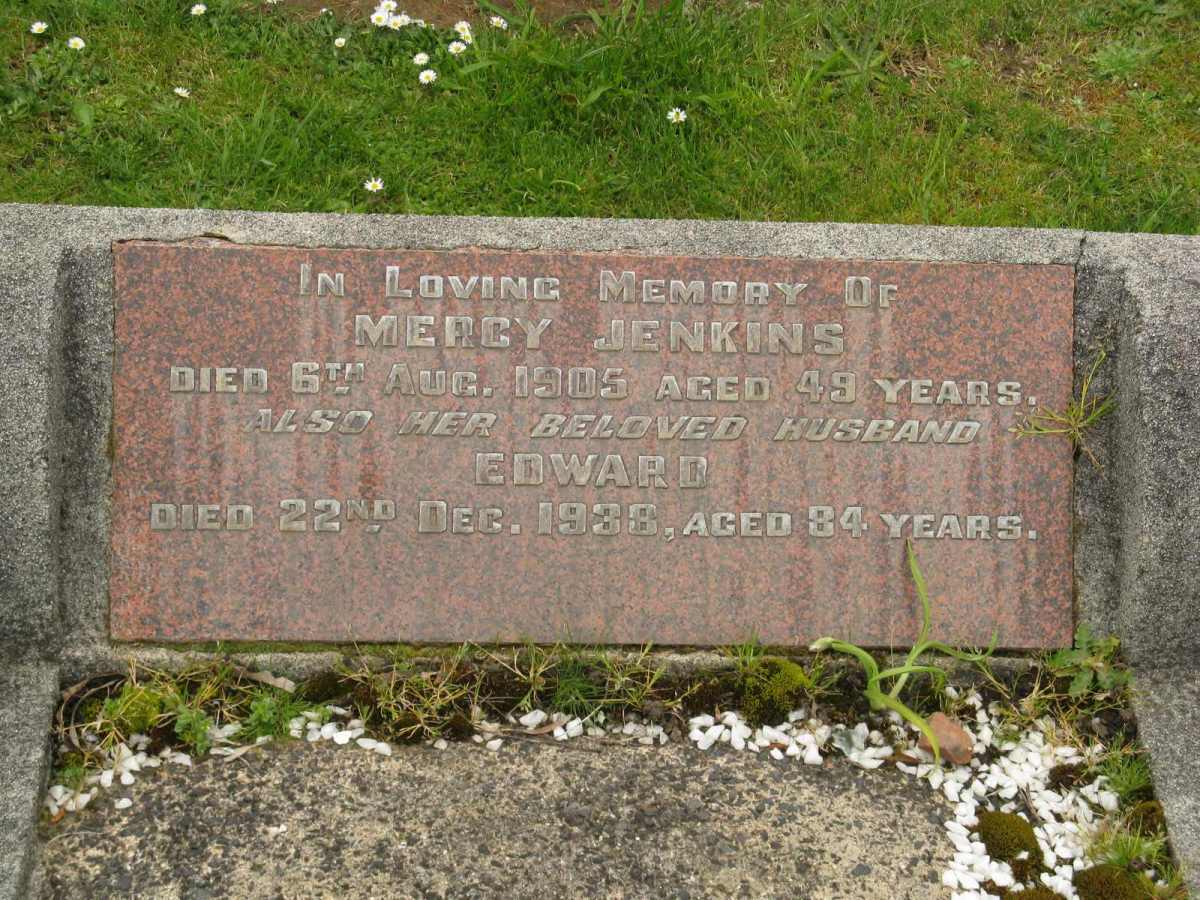 In Loving Memory Of
MERCY JENKINS
DIED 6TH AUG. 1905 AGED 49 YEARS.
ALSO HER BELOVED HUSBAND
EDWARD
DIED 22ND DEC. 1938, AGED 84 YEARS.